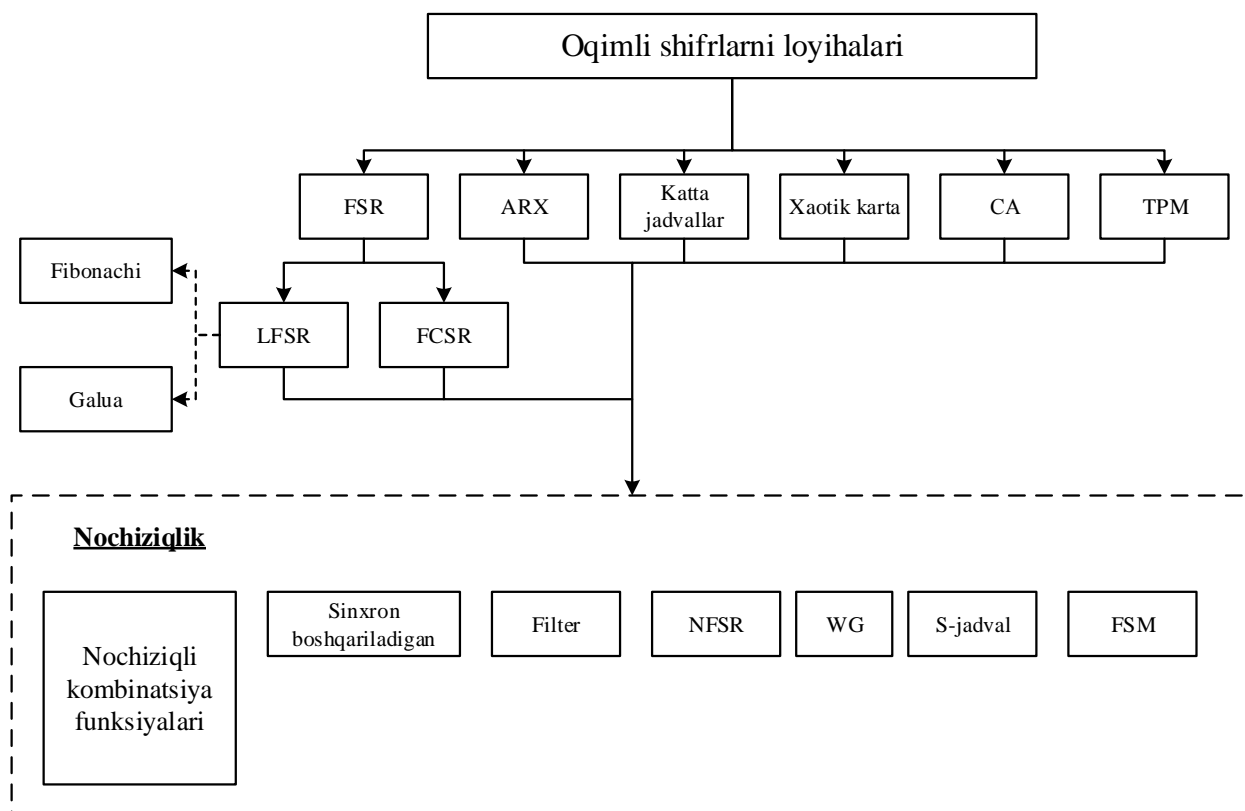 Oqimli shifrlarni loyihalari
FSR
ARX
Katta
jadvallar
Xaotik karta
CA
TPM
Fibonachi
LFSR
FCSR
Galua
Nochiziqlik
Nochiziqli
kombinatsiya
funksiyalari
Sinxron
boshqariladigan
Filter
NFSR
WG
S-jadval
FSM